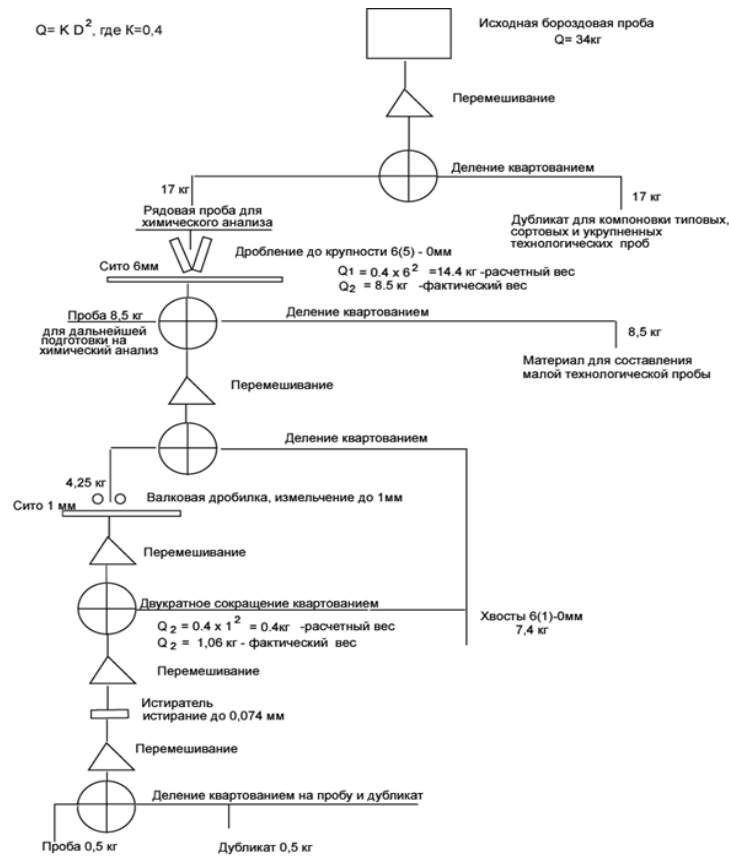 Q= K D², где К=0,4
Исходная бороздовая проба
Q= 34кг
Перемешивание
Деление квартованием
17 кг
17 кг
Рядовая проба для
химического анализа
Дубликат для компоновки типовых,
сортовых и укрупненных
технологических проб
Дробление до крупности 6(5) - 0мм
Сито 6мм
Q1 = 0.4 x 6² =14.4 кг -расчетный вес
Q2 = 8.5 кг -фактический вес
Проба 8,5 кг
Деление квартованием
для дальнейшей
подготовки на
химический анализ
8,5 кг
Материал для составления
малой технологической пробы
Перемешивание
Деление квартованием
4,25 кг
Валковая дробилка, измельчение до 1мм
Сито 1 мм
Перемешивание
Двукратное сокращение квартованием
Q2 = 0.4 x 1² = 0.4кг -расчетный вес
Q2 = 1,06 кг - фактический вес
Хвосты 6(1)-0мм
7,4 кг
Перемешивание
Истиратель
истирание до 0,074 мм
Перемешивание
Деление квартованием на пробу и дубликат
Проба 0,5 кг
Дубликат 0,5 кг